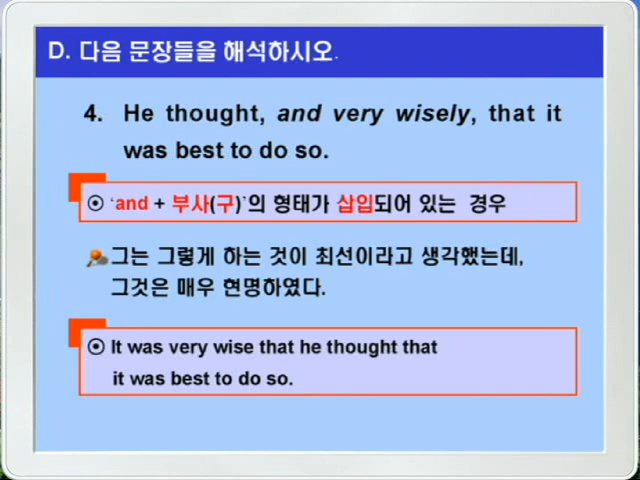 D. 다음 문장들을 해석하시오.
4. He thought, and very wisely, that it
was best to do so.
⊙ ‘and + 부사(구)’의 형태가 삽입되어 있는 경우
그는 그렇게 하는 것이 최선이라고 생각했는데,
그것은 매우 현명하였다.
⊙ It was very wise that he thought that
it was best to do so.